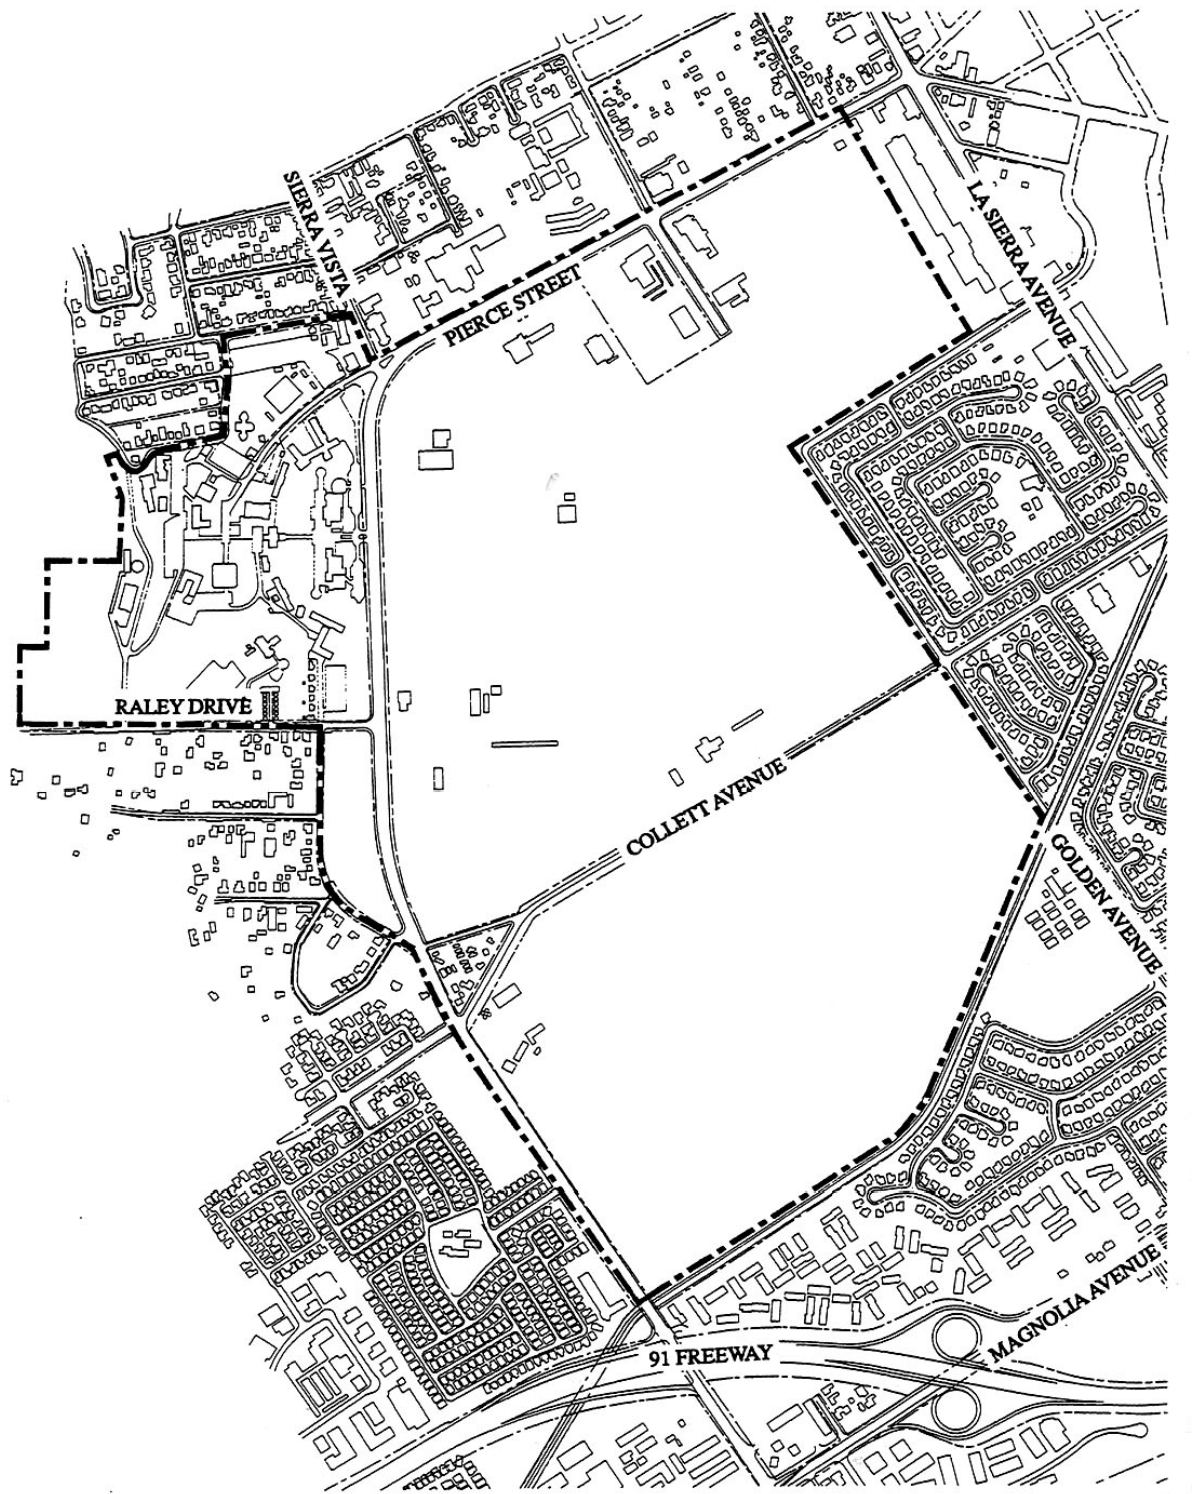 SIERRA VISTA
LA SIERRA AVENUE
PIERCE STREET
RALEY DRIVE
COLLETT AVENUE
GOLDEN AVENUE
MAGNOLIA AVENUE
91 FREEWAY